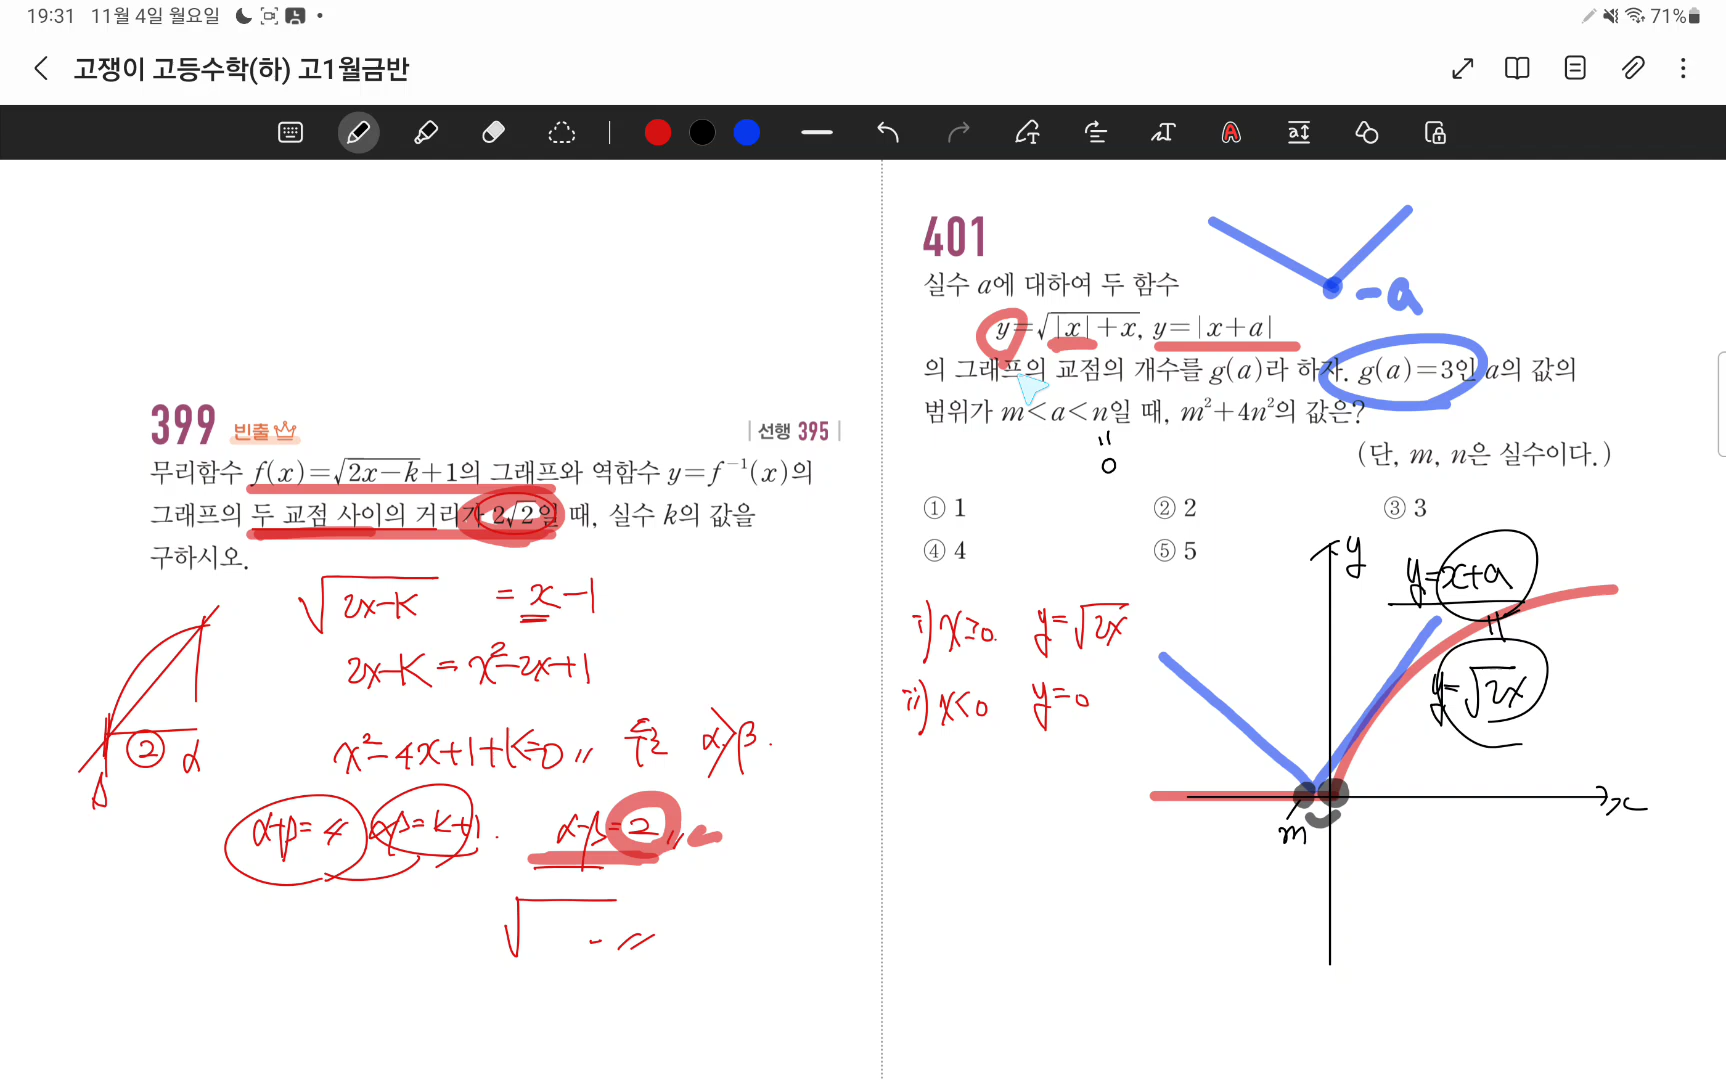 19:31 11월 4일 월요일
71%
고쟁이 고등수학(하) 고1월금반
399 빈출 | 선행 395 |
무리함수 f(x)=√(2x−k)+1의 그래프와 역함수 y=f⁻¹(x)의
그래프의 두 교점 사이의 거리가 2√2일 때, 실수 k의 값을
구하시오.
√(2x−k) = x−1
2x−k = x²−2x+1
x²−4x+1+k=0 α>β.
② α
β
α+β=4 αβ=k+1. α−β=2
√
401
−a
실수 a에 대하여 두 함수
y=√(|x|+x), y=|x+a|
의 그래프의 교점의 개수를 g(a)라 하자. g(a)=3인 a의 값의
범위가 m<a<n일 때, m²+4n²의 값은?
0
(단, m, n은 실수이다.)
① 1 ② 2 ③ 3
④ 4 ⑤ 5
y
y=x+a
i) x≥0. y=√2x
y=√2x
ii) x<0 y=0
x
m